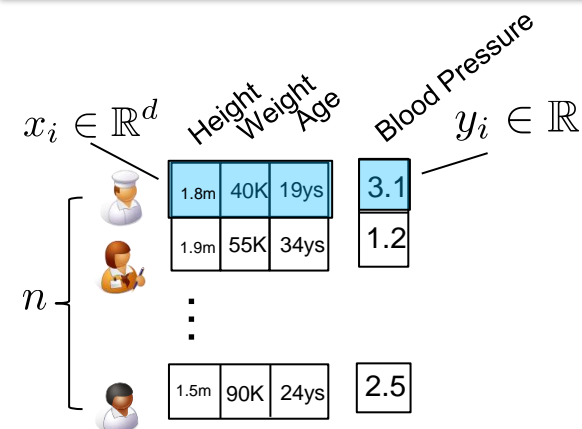 Height Weight Age Blood Pressure
x_i ∈ ℝ^d y_i ∈ ℝ
1.8m 40K 19ys 3.1
1.9m 55K 34ys 1.2
n
⋮
1.5m 90K 24ys 2.5